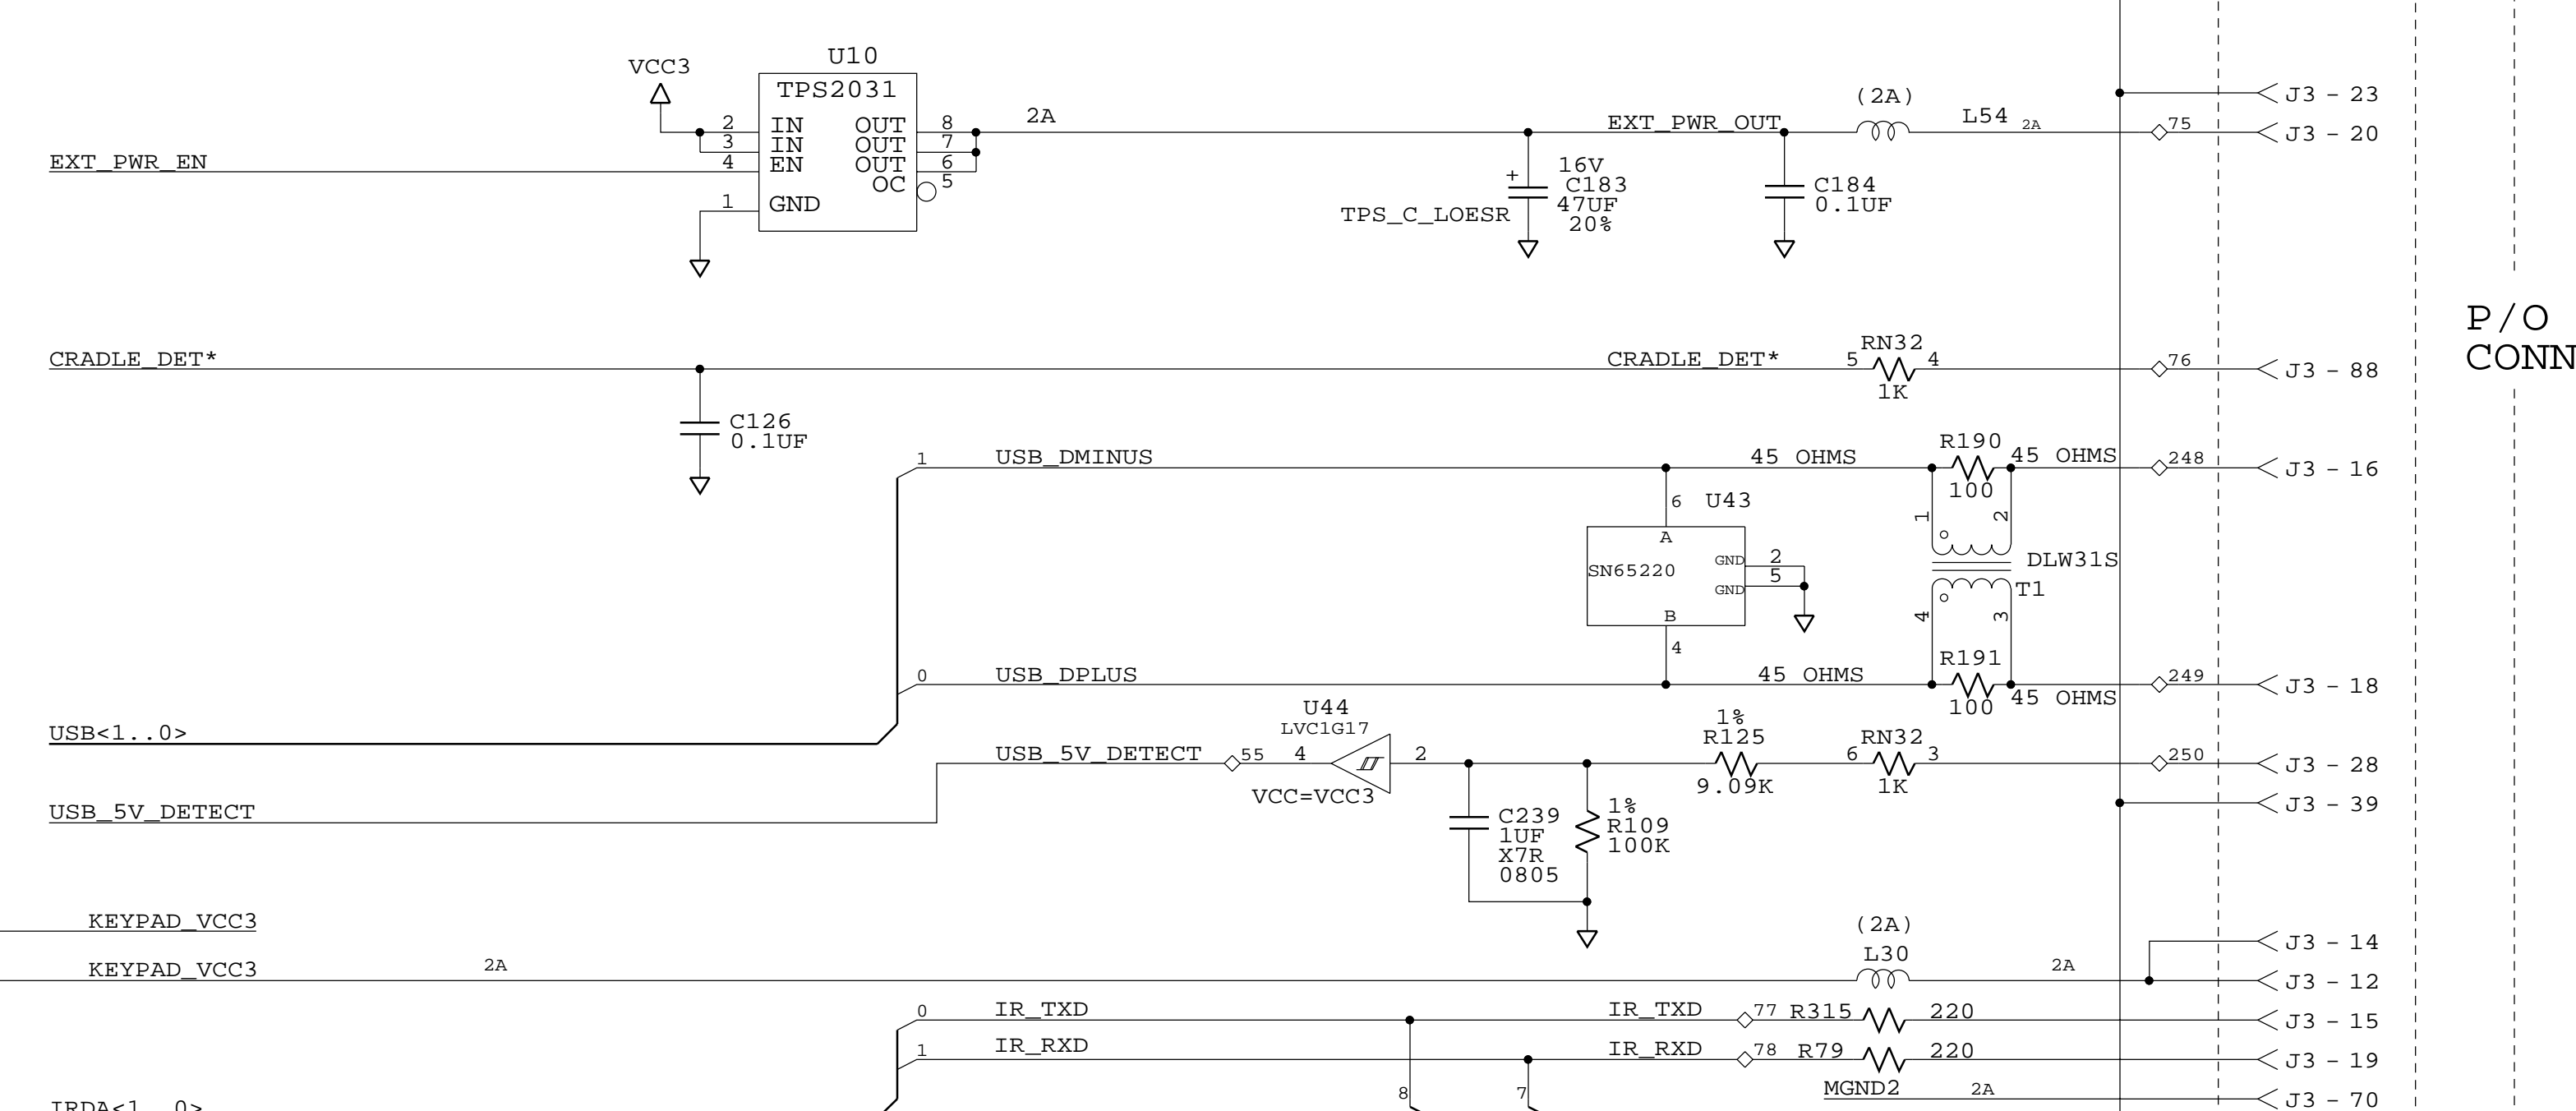 U10
VCC3
TPS2031
2 IN OUT 8
3 IN OUT 7
4 EN OUT 6
OC 5
1 GND
EXT_PWR_EN
2A
EXT_PWR_OUT
(2A)
L54 2A
75
J3 - 23
J3 - 20
16V
+ C183
47UF
20%
TPS_C_LOESR
C184
0.1UF
P/O
CONN
CRADLE_DET*
CRADLE_DET*
RN32
5 4
1K
76
J3 - 88
C126
0.1UF
1 USB_DMINUS
45 OHMS
R190
100
45 OHMS
248
J3 - 16
6 U43
A
SN65220
GND 2
GND 5
B
4
1 2
DLW31S
T1
4 3
0 USB_DPLUS
45 OHMS
R191
100
45 OHMS
249
J3 - 18
USB<1..0>
U44
LVC1G17
USB_5V_DETECT
55 4 2
VCC=VCC3
1%
R125
9.09K
RN32
6 3
1K
250
J3 - 28
J3 - 39
USB_5V_DETECT
C239
1UF
X7R
0805
1%
R109
100K
KEYPAD_VCC3
KEYPAD_VCC3
2A
(2A)
L30
2A
J3 - 14
J3 - 12
0 IR_TXD IR_TXD 77 R315 220 J3 - 15
1 IR_RXD IR_RXD 78 R79 220 J3 - 19
8 7
MGND2 2A J3 - 70
IRDA<1..0>